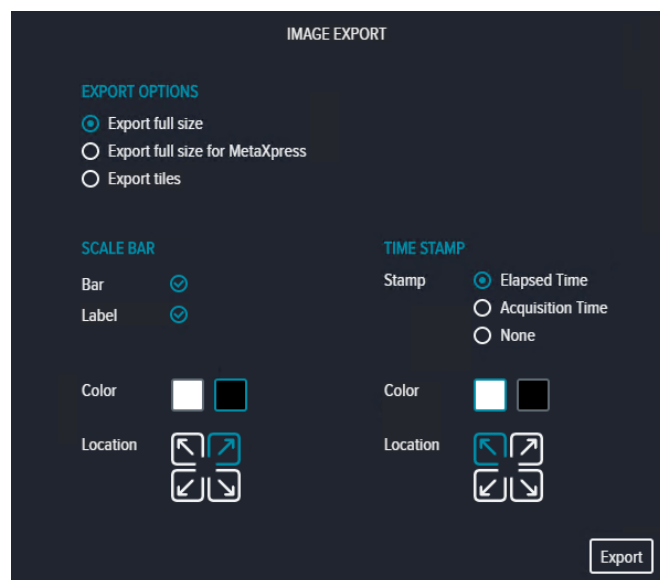 IMAGE EXPORT
EXPORT OPTIONS
Export full size
Export full size for MetaXpress
Export tiles
SCALE BAR
Bar
Label
Color
Location
TIME STAMP
Stamp
Elapsed Time
Acquisition Time
None
Color
Location
Export